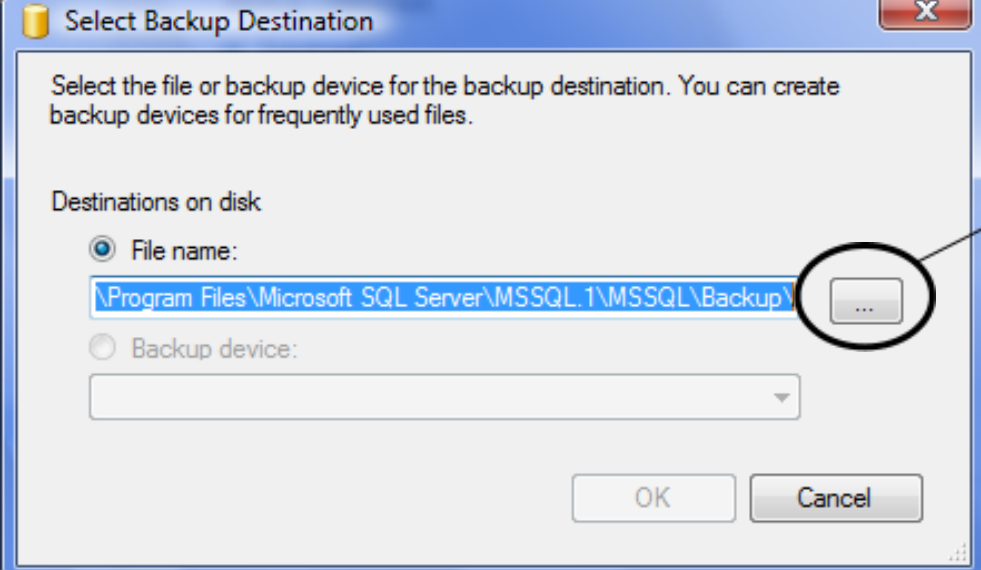 Select Backup Destination
Select the file or backup device for the backup destination. You can create
backup devices for frequently used files.
Destinations on disk
File name:
\Program Files\Microsoft SQL Server\MSSQL.1\MSSQL\Backup\
...
Backup device:
OK
Cancel